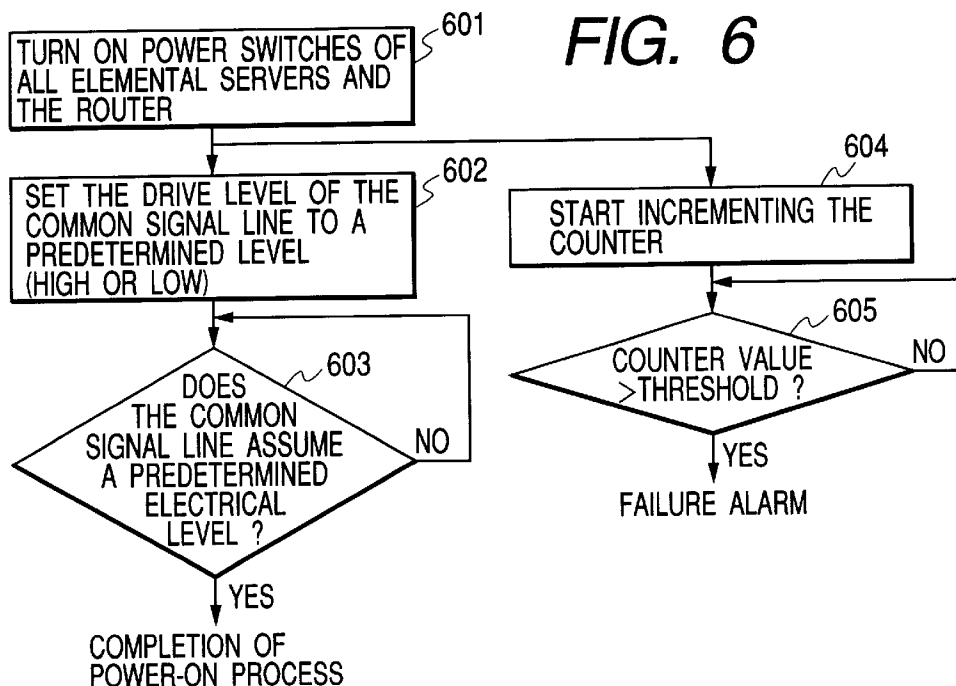 FIG. 6
601
TURN ON POWER SWITCHES OF
ALL ELEMENTAL SERVERS AND
THE ROUTER
602
SET THE DRIVE LEVEL OF THE
COMMON SIGNAL LINE TO A
PREDETERMINED LEVEL
(HIGH OR LOW)
603
DOES
THE COMMON
SIGNAL LINE ASSUME
A PREDETERMINED
ELECTRICAL
LEVEL ?
NO
YES
COMPLETION OF
POWER-ON PROCESS
604
START INCREMENTING THE
COUNTER
605
COUNTER VALUE
>THRESHOLD ?
NO
YES
FAILURE ALARM